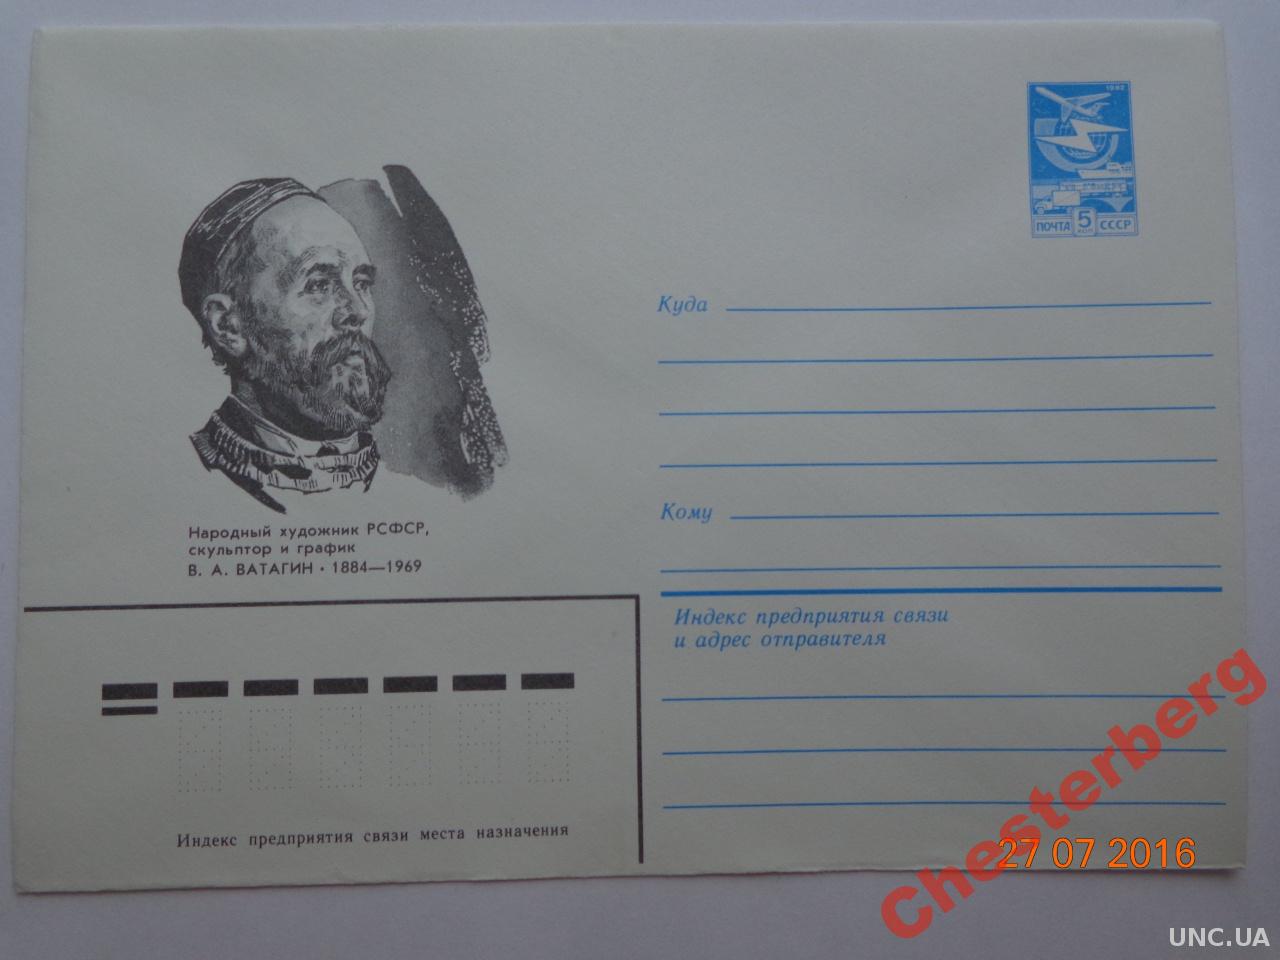 1982
ПОЧТА 5 КОП СССР
Куда
Кому
Народный художник РСФСР,
скульптор и график
В. А. ВАТАГИН • 1884—1969
Индекс предприятия связи
и адрес отправителя
Индекс предприятия связи места назначения
Chesterberg
27 07 2016
UNC.UA